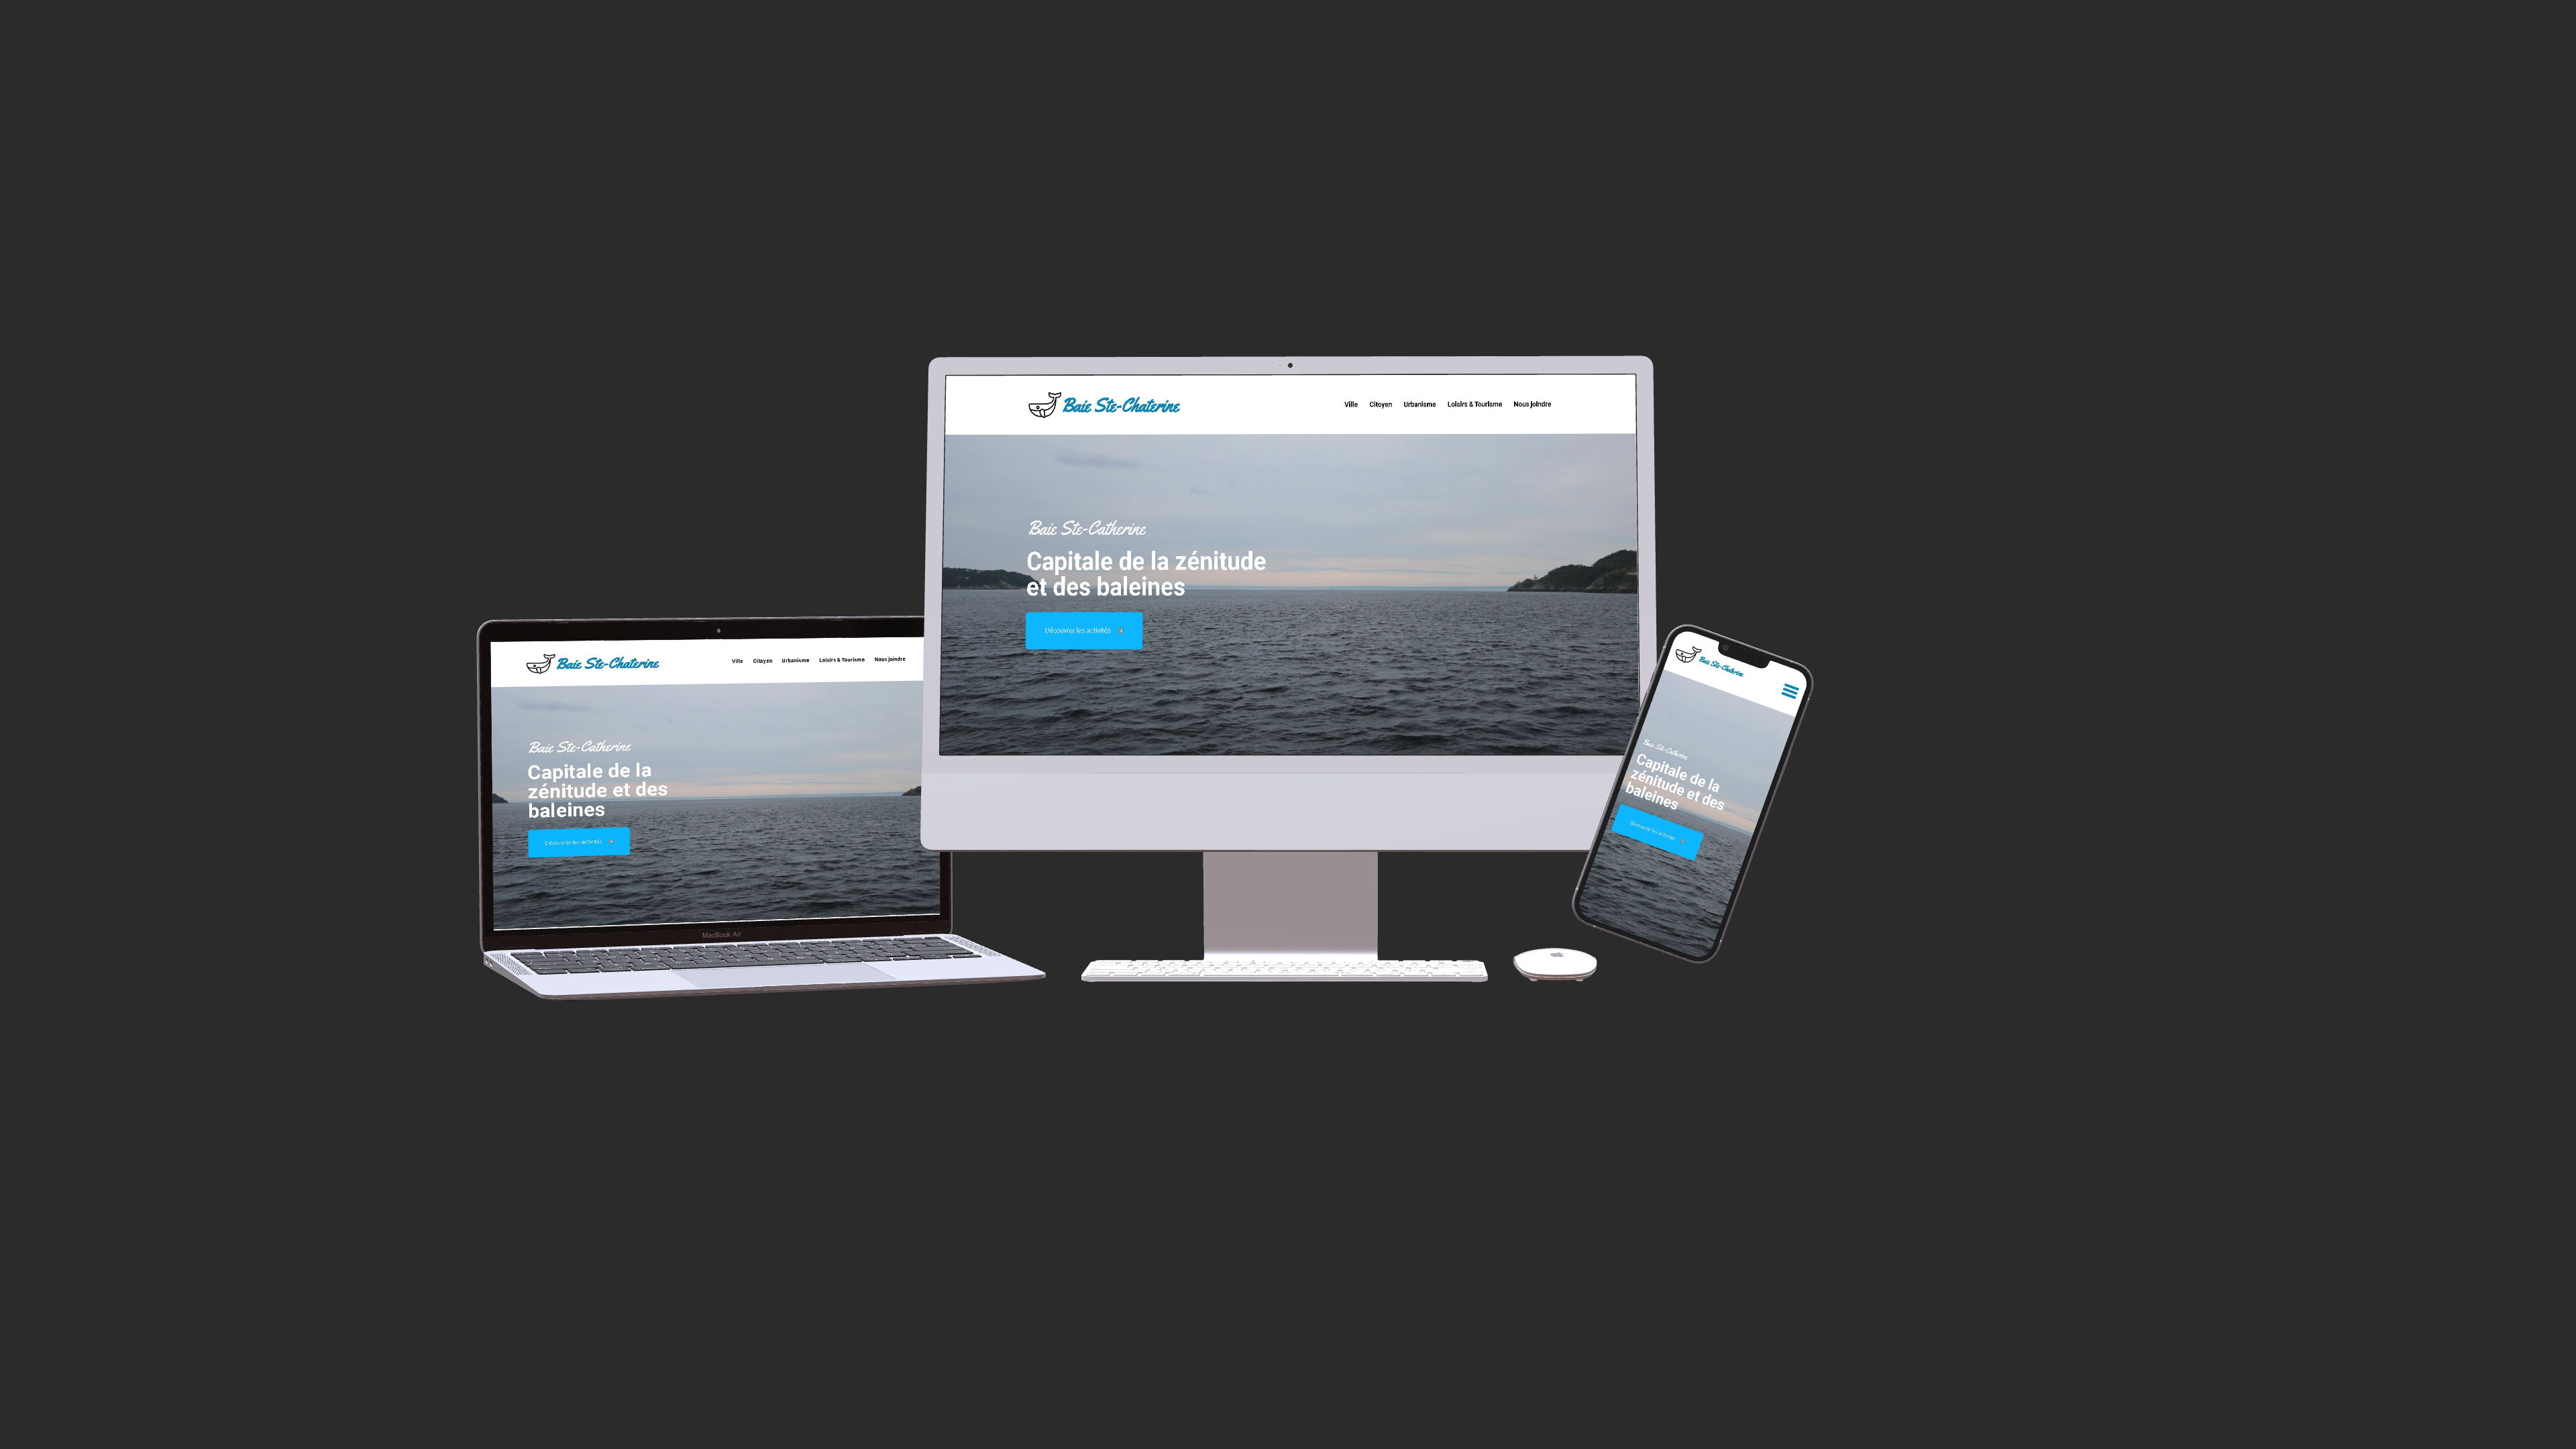 Baie Ste-Chaterine
Ville Citoyen Urbanisme Loisirs & Tourisme Nous joindre
Baie Ste-Catherine
Capitale de la zénitude
et des baleines
Découvrer les activités
Baie Ste-Chaterine
Ville Citoyen Urbanisme Loisirs & Tourisme Nous joindre
Baie Ste-Catherine
Capitale de la
zénitude et des
baleines
Découvrer les activités
MacBook Air
Baie Ste-Chaterine
Baie Ste-Catherine
Capitale de la
zénitude et des
baleines
Découvrer les activités